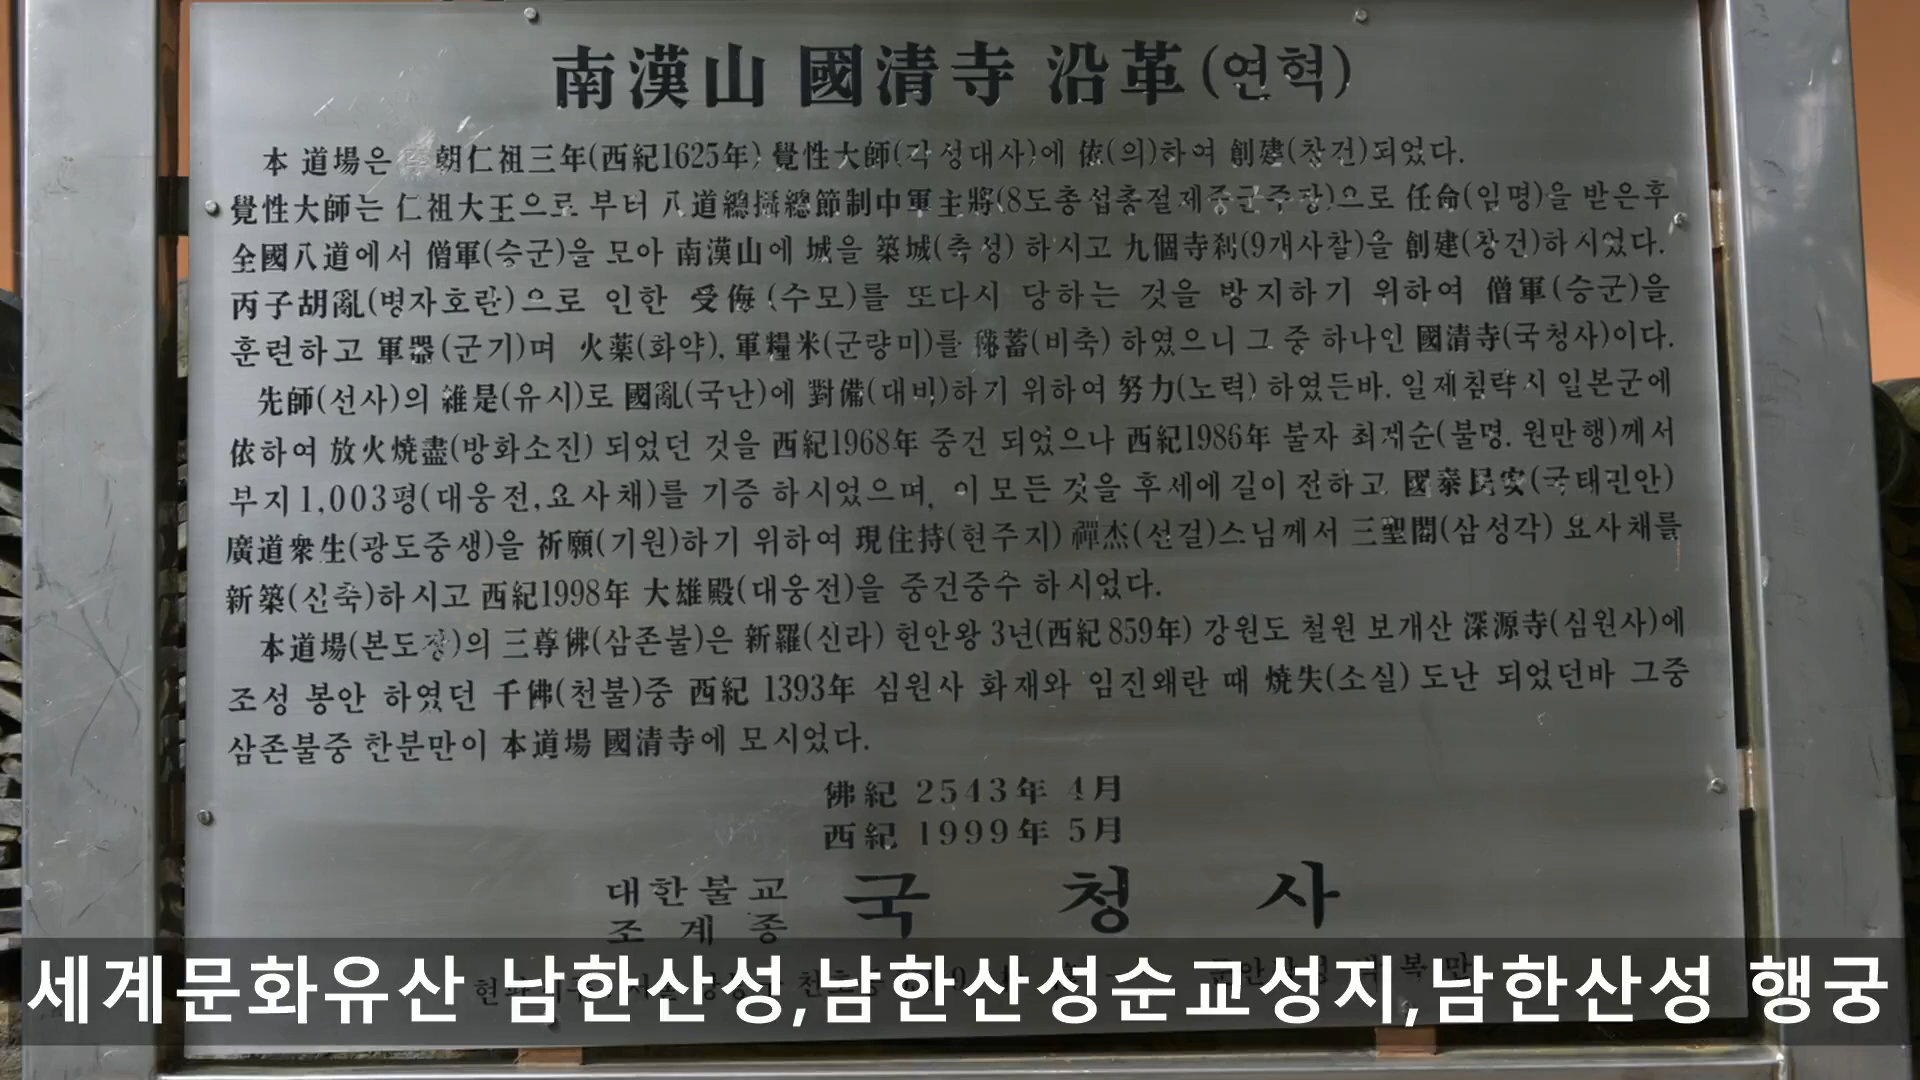 南漢山 國清寺 沿革(연혁)
本 道場은 朝仁祖三年(西紀1625年) 覺性大師(각성대사)에 依(의)하여 創建(창건)되었다.
覺性大師는 仁祖大王으로 부터 八道總攝總節制中軍主將(8도총섭총절제중군주장)으로 任命(임명)을 받은후
全國八道에서 僧軍(승군)을 모아 南漢山에 城을 築城(축성) 하시고 九個寺刹(9개사찰)을 創建(창건)하시었다.
丙子胡亂(병자호란)으로 인한 受侮(수모)를 또다시 당하는 것을 방지하기 위하여 僧軍(승군)을
훈련하고 軍器(군기)며 火薬(화약), 軍糧米(군량미)를 秘蓄(비축) 하였으니 그 중 하나인 國清寺(국청사)이다.
先師(선사)의 維是(유시)로 國亂(국난)에 對備(대비)하기 위하여 努力(노력) 하였든바. 일제침략시 일본군에
依하여 放火燒盡(방화소진) 되었던 것을 西紀1968年 중건 되었으나 西紀1986年 불자 최계순(불명. 원만행)께서
부지1,003평(대웅전,요사채)를 기증 하시었으며, 이 모든 것을 후세에 길이 전하고 國泰民安(국태민안)
廣道衆生(광도중생)을 祈願(기원)하기 위하여 現住持(현주지) 禪杰(선걸)스님께서 三聖閣(삼성각) 요사채를
新築(신축)하시고 西紀1998年 大雄殿(대웅전)을 중건중수 하시었다.
本道場(본도장)의 三尊佛(삼존불)은 新羅(신라) 헌안왕 3년(西紀859年) 강원도 철원 보개산 深源寺(심원사)에
조성 봉안 하였던 千佛(천불)중 西紀 1393年 심원사 화재와 임진왜란 때 燒失(소실) 도난 되었던바 그중
삼존불중 한분만이 本道場 國清寺에 모시었다.
佛紀 2543年 4月
西紀 1999年 5月
대한불교
조계종 국청사
세계문화유산 남한산성,남한산성순교성지,남한산성 행궁